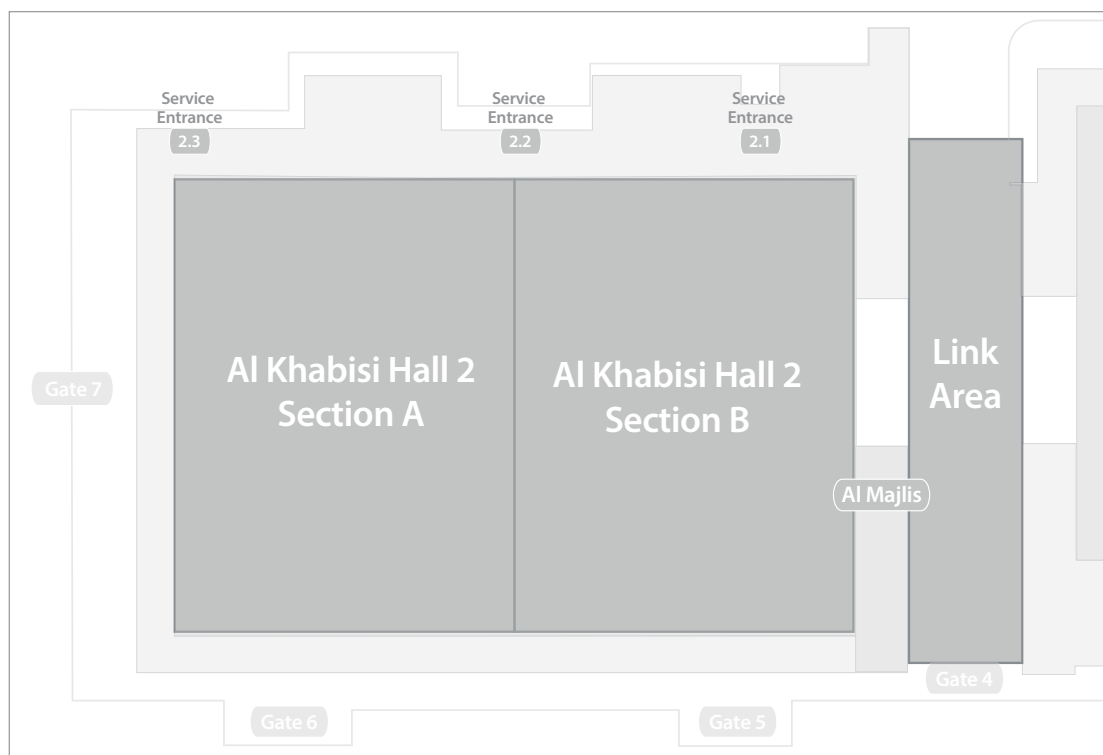 Service
Entrance
2.3
Service
Entrance
2.2
Service
Entrance
2.1
Al Khabisi Hall 2
Section A
Al Khabisi Hall 2
Section B
Link
Area
Gate 7
Al Majlis
Gate 4
Gate 6
Gate 5